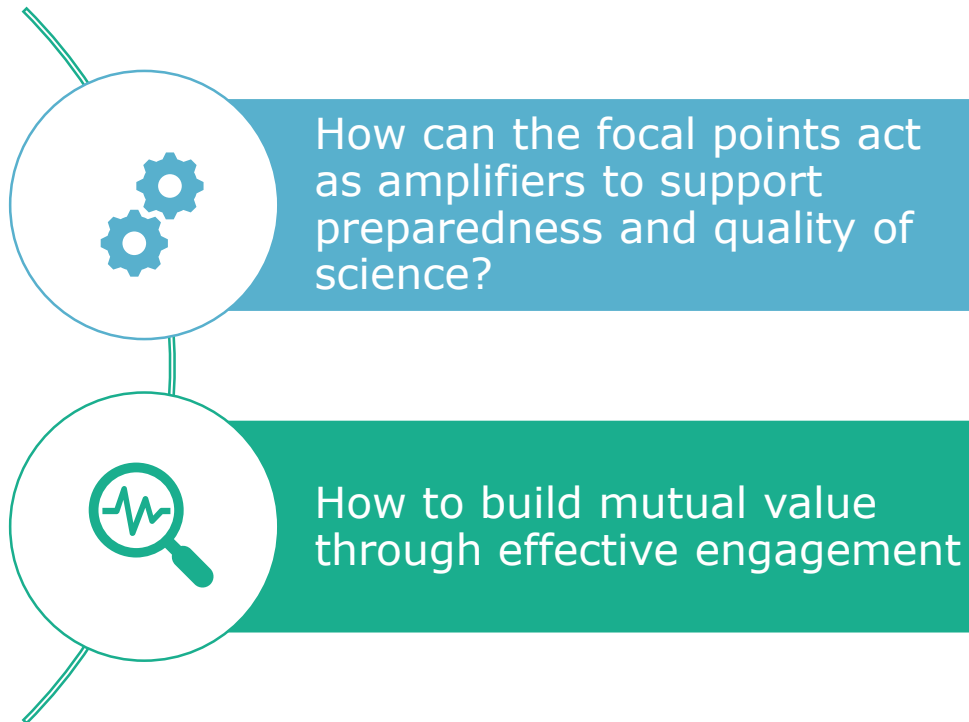 How can the focal points act
as amplifiers to support
preparedness and quality of
science?
How to build mutual value
through effective engagement